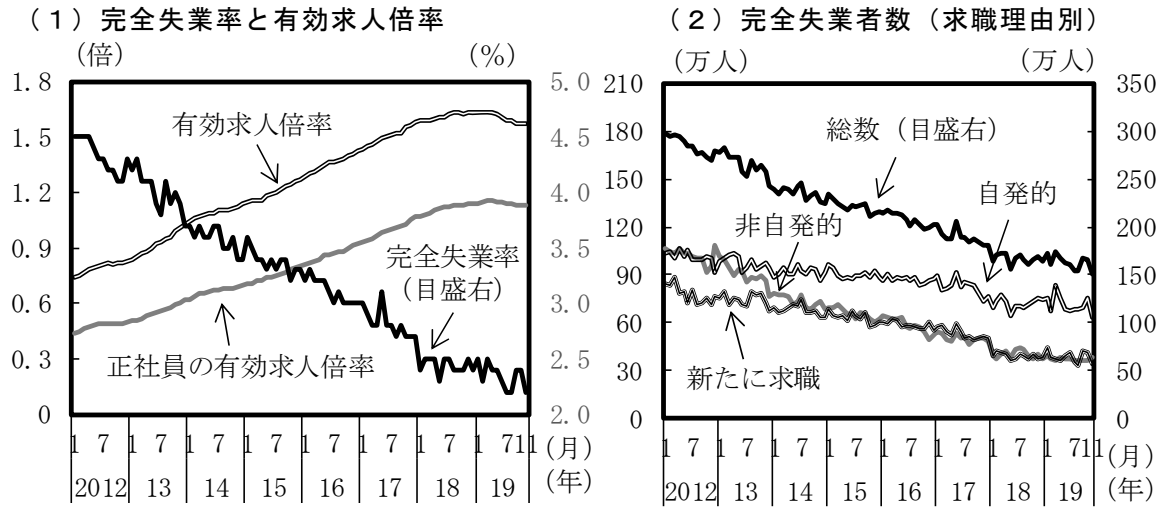 （１）完全失業率と有効求人倍率
(倍) (％)
1.8 5.0
1.5 4.5
1.2 4.0
0.9 3.5
0.6 3.0
0.3 2.5
0 2.0
有効求人倍率
完全失業率
(目盛右)
正社員の有効求人倍率
1 7 1 7 1 7 1 7 1 7 1 7 1 7 1 7 11 (月)
2012 13 14 15 16 17 18 19 (年)
（２）完全失業者数（求職理由別）
(万人) (万人)
210 350
180 300
150 250
120 200
90 150
60 100
30 50
0 0
総数（目盛右）
自発的
非自発的
新たに求職
1 7 1 7 1 7 1 7 1 7 1 7 1 7 1 7 11 (月)
2012 13 14 15 16 17 18 19 (年)